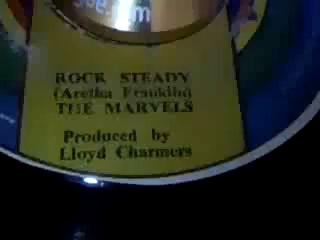 ROCK STEADY
(Aretha Franklin)
THE MARVELS
Produced by
Lloyd Charmers